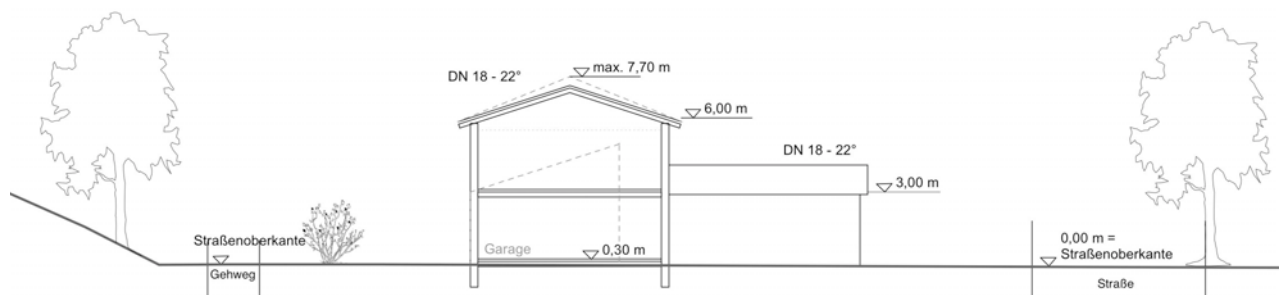 max. 7,70 m
DN 18 - 22°
6,00 m
DN 18 - 22°
3,00 m
Straßenoberkante
Garage
0,30 m
0,00 m =
Straßenoberkante
Gehweg
Straße